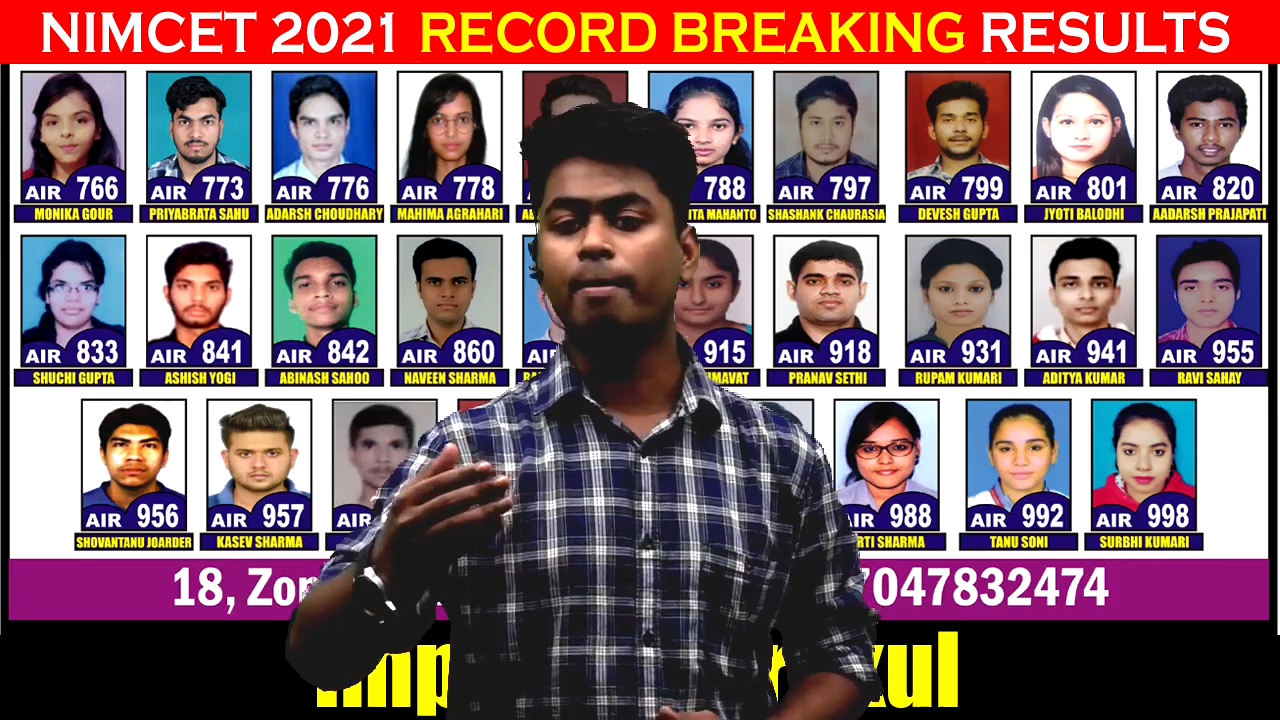 NIMCET 2021 RECORD BREAKING RESULTS
AIR 766 AIR 773 AIR 776 AIR 778 788 AIR 797 AIR 799 AIR 801 AIR 820
MONIKA GOUR PRIYABRATA SAHU ADARSH CHOUDHARY MAHIMA AGRAHARI MAHANTO SHASHANK CHAURASIA DEVESH GUPTA JYOTI BALODHI AADARSH PRAJAPATI
AIR 833 AIR 841 AIR 842 AIR 860 915 AIR 918 AIR 931 AIR 941 AIR 955
SHUCHI GUPTA ASHISH YOGI ABINASH SAHOO NAVEEN SHARMA PRANAV SETHI RUPAM KUMARI ADITYA KUMAR RAVI SAHAY
AIR 956 AIR 957 AIR AIR 988 AIR 992 AIR 998
SHOVANTANU JOARDER KASEV SHARMA SHARMA TANU SONI SURBHI KUMARI
18, 7047832474